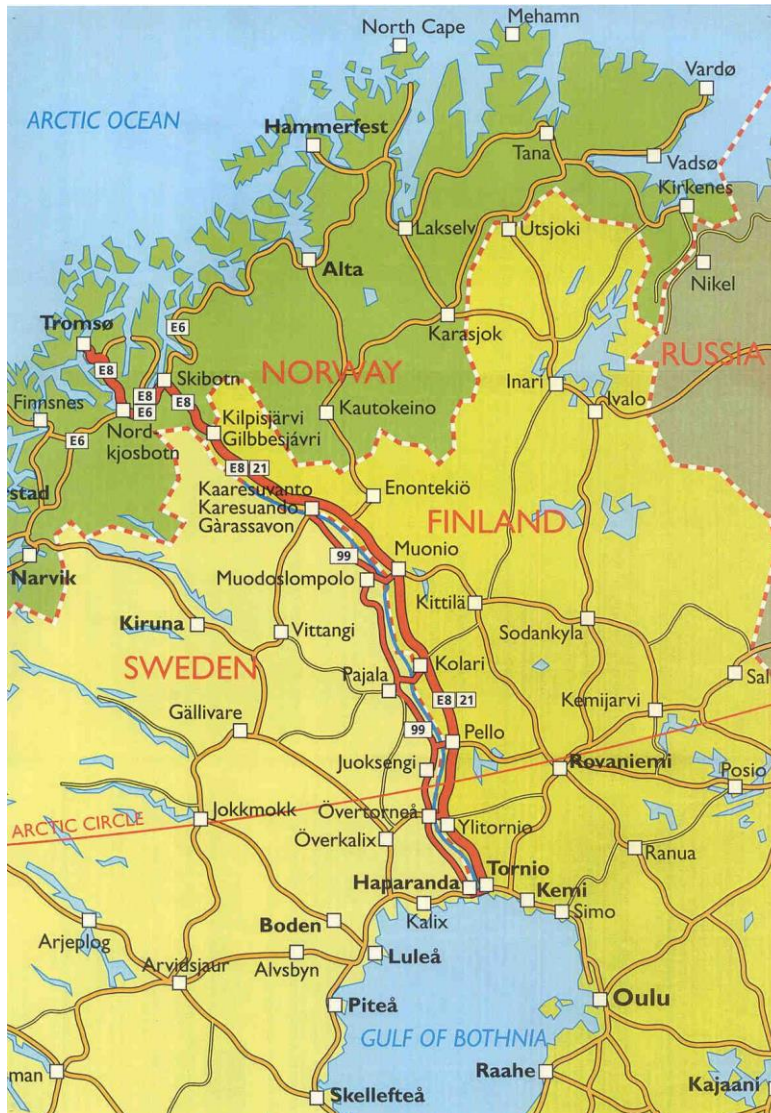 North Cape
Mehamn
Vardø
ARCTIC OCEAN
Hammerfest
Tana
Vadsø
Kirkenes
Lakselv
Utsjoki
Alta
Nikel
Tromsø
E6
Karasjok
RUSSIA
E8
Skibotn
NORWAY
Inari
E8
E6
E8
Finnsnes
Nord-
kjosbotn
Kilpisjärvi
Gilbbesjávri
Kautokeino
Ivalo
E6
E8 21
stad
Kaaresuvanto
Karesuando
Gàrassavon
Enontekiö
FINLAND
Narvik
99
Muonio
Muodoslompolo
Kittilä
Kiruna
Vittangi
Sodankyla
SWEDEN
Kolari
Pajala
Sal
E8 21
Kemijarvi
Gällivare
99
Pello
Juoksengi
Rovaniemi
Posio
ARCTIC CIRCLE
Jokkmokk
Övertorneå
Ylitornio
Överkalix
Ranua
Haparanda
Tornio
Kemi
Kalix
Simo
Arjeplog
Boden
Alvsbyn
Luleå
Arvidsjaur
Piteå
Oulu
GULF OF BOTHNIA
man
Raahe
Kajaani
Skellefteå